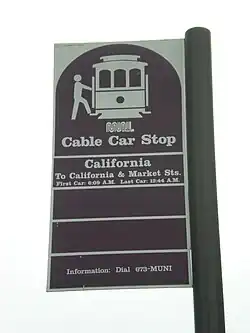 muni
Cable Car Stop
California
To California & Market Sts.
First Car: 6:09 A.M. Last Car: 12:44 A.M.
Information: Dial 673-MUNI